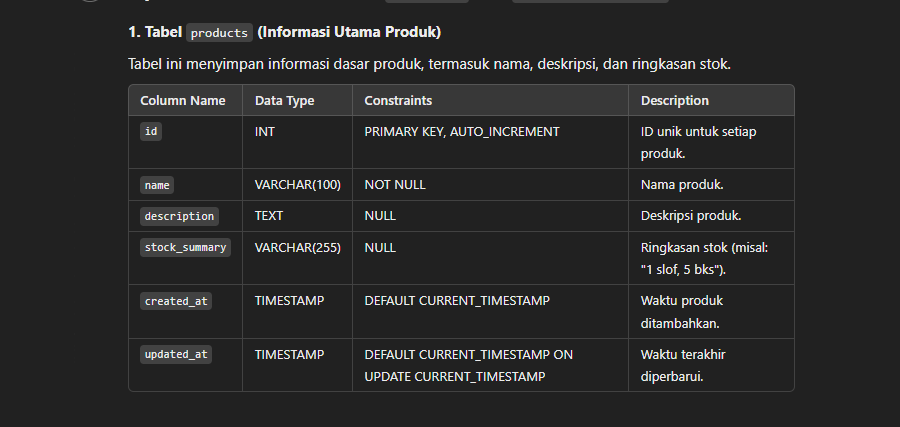 1. Tabel products (Informasi Utama Produk)
Tabel ini menyimpan informasi dasar produk, termasuk nama, deskripsi, dan ringkasan stok.
Column Name Data Type Constraints Description
id INT PRIMARY KEY, AUTO_INCREMENT ID unik untuk setiap
produk.
name VARCHAR(100) NOT NULL Nama produk.
description TEXT NULL Deskripsi produk.
stock_summary VARCHAR(255) NULL Ringkasan stok (misal:
"1 slof, 5 bks").
created_at TIMESTAMP DEFAULT CURRENT_TIMESTAMP Waktu produk
ditambahkan.
updated_at TIMESTAMP DEFAULT CURRENT_TIMESTAMP ON Waktu terakhir
UPDATE CURRENT_TIMESTAMP diperbarui.